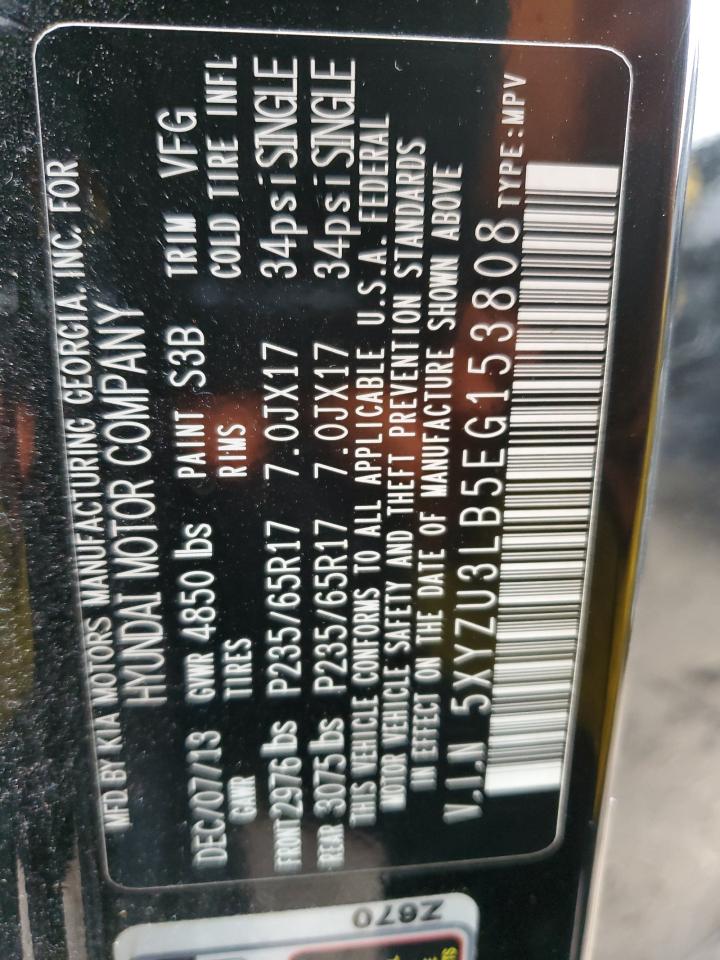 MFD BY KIA MOTORS MANUFACTURING GEORGIA. INC. FOR
HYUNDAI MOTOR COMPANY
DEC/07/13 GVWR 4850 lbs PAINT S3B TRIM VFG
GAWR TIRES RIMS COLD TIRE INFL
FRONT 2976 lbs P235/65R17 7.0JX17 34psi SINGLE
REAR 3075 lbs P235/65R17 7.0JX17 34psi SINGLE
THIS VEHICLE CONFORMS TO ALL APPLICABLE U.S.A. FEDERAL
MOTOR VEHICLE SAFETY AND THEFT PREVENTION STANDARDS
IN EFFECT ON THE DATE OF MANUFACTURE SHOWN ABOVE
V.I.N 5XYZU3LB5EG153808 TYPE:MPV
Z670